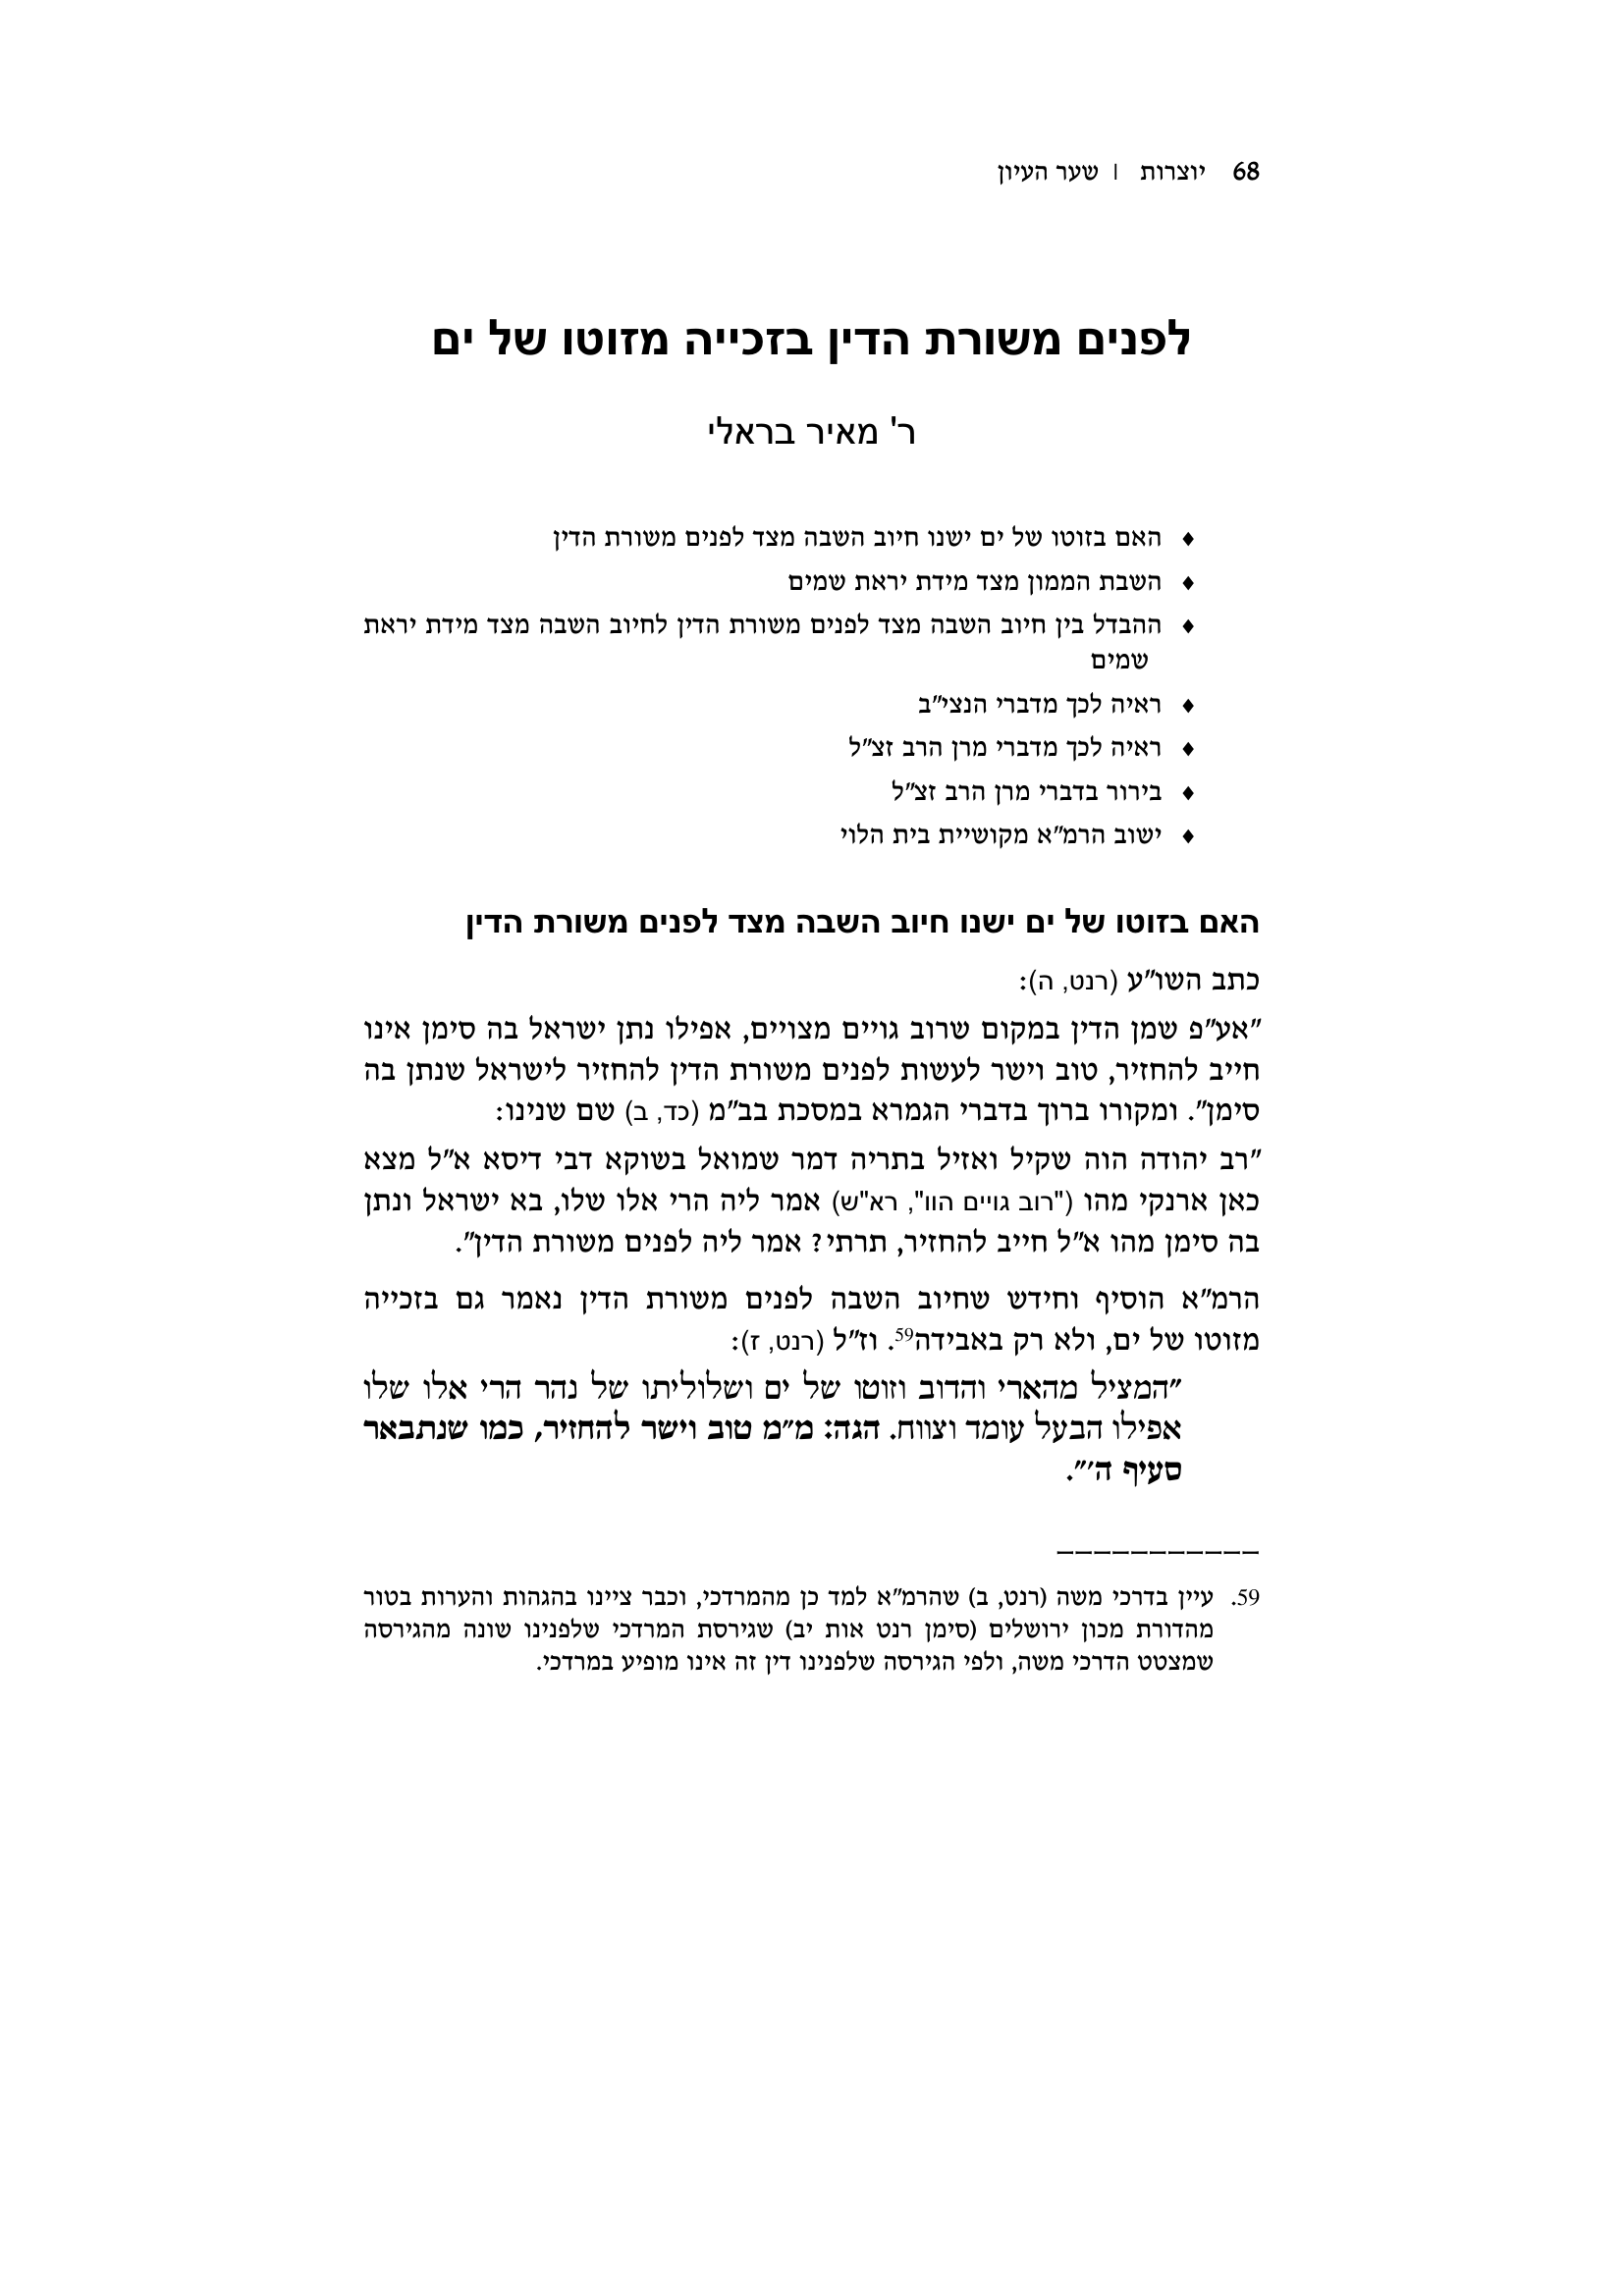 68 יוצרות | שער העיון
לפנים משורת הדין בזכייה מזוטו של ים
ר' מאיר בראלי
♦ האם בזוטו של ים ישנו חיוב השבה מצד לפנים משורת הדין
♦ השבת הממון מצד מידת יראת שמים
♦ ההבדל בין חיוב השבה מצד לפנים משורת הדין לחיוב השבה מצד מידת יראת
שמים
♦ ראיה לכך מדברי הנצי״ב
♦ ראיה לכך מדברי מרן הרב זצ״ל
♦ בירור בדברי מרן הרב זצ״ל
♦ ישוב הרמ״א מקושיית בית הלוי
האם בזוטו של ים ישנו חיוב השבה מצד לפנים משורת הדין
כתב השו״ע (רנט, ה):
״אע״פ שמן הדין במקום שרוב גויים מצויים, אפילו נתן ישראל בה סימן אינו
חייב להחזיר, טוב וישר לעשות לפנים משורת הדין להחזיר לישראל שנתן בה
סימן״. ומקורו ברוך בדברי הגמרא במסכת בב״מ (כד, ב) שם שנינו:
״רב יהודה הוה שקיל ואזיל בתריה דמר שמואל בשוקא דבי דיסא א״ל מצא
כאן ארנקי מהו ("רוב גויים הוו", רא"ש) אמר ליה הרי אלו שלו, בא ישראל ונתן
בה סימן מהו א״ל חייב להחזיר, תרתי? אמר ליה לפנים משורת הדין״.
הרמ״א הוסיף וחידש שחיוב השבה לפנים משורת הדין נאמר גם בזכייה
מזוטו של ים, ולא רק באבידה59. וז״ל (רנט, ז):
״המציל מהארי והדוב וזוטו של ים ושלוליתו של נהר הרי אלו שלו
אפילו הבעל עומד וצווח. הגה: מ״מ טוב וישר להחזיר, כמו שנתבאר
סעיף ה׳״.
___________
59. עיין בדרכי משה (רנט, ב) שהרמ״א למד כן מהמרדכי, וכבר ציינו בהגהות והערות בטור
מהדורת מכון ירושלים (סימן רנט אות יב) שגירסת המרדכי שלפנינו שונה מהגירסה
שמצטט הדרכי משה, ולפי הגירסה שלפנינו דין זה אינו מופיע במרדכי.